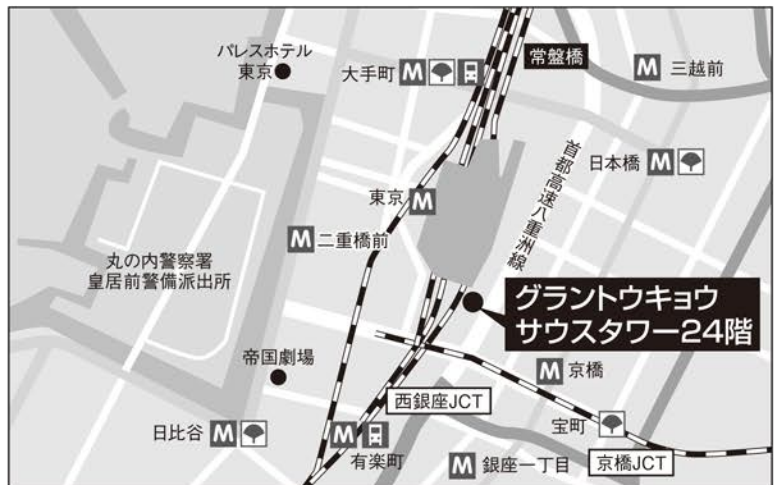 パレスホテル
東京
大手町 M
常盤橋
M 三越前
首都高速八重洲線
日本橋 M
東京 M
M 二重橋前
丸の内警察署
皇居前警備派出所
グラントウキョウ
サウスタワー24階
帝国劇場
M 京橋
西銀座JCT
宝町
日比谷 M
M
有楽町
M 銀座一丁目
京橋JCT